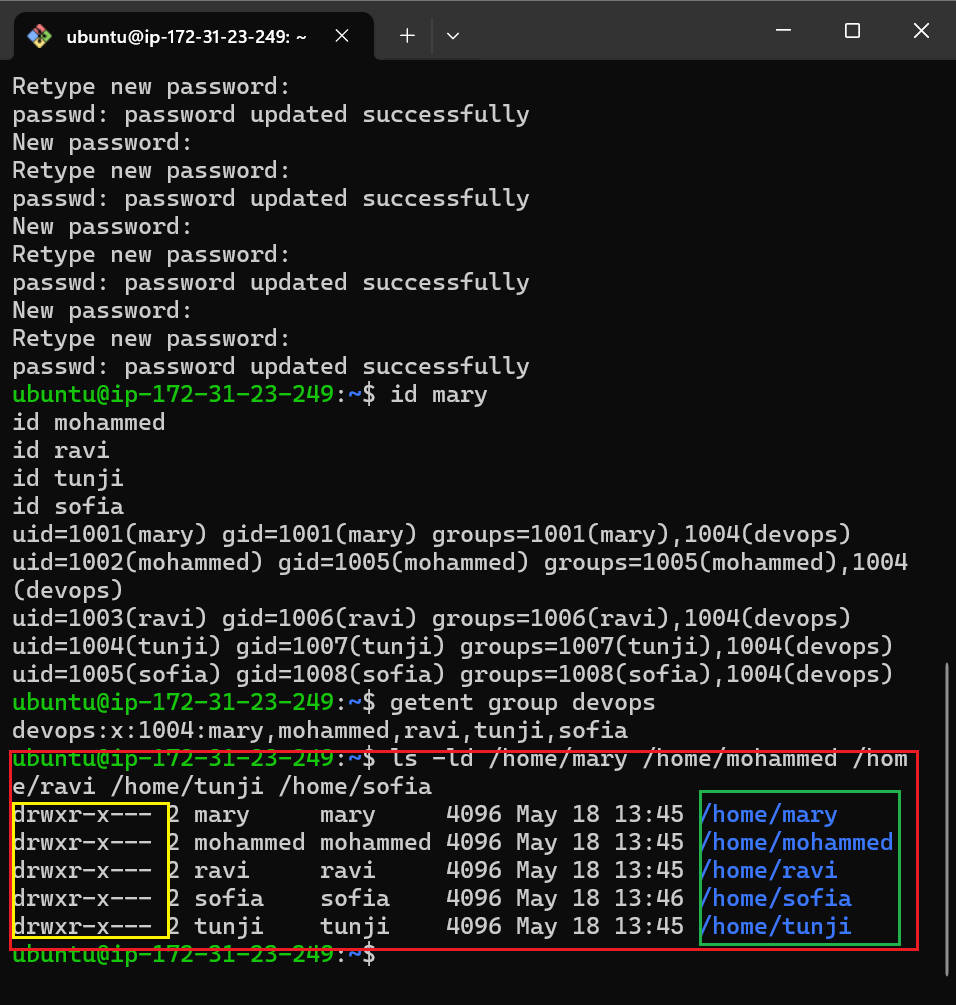 ubuntu@ip-172-31-23-249: ~
Retype new password:
passwd: password updated successfully
New password:
Retype new password:
passwd: password updated successfully
New password:
Retype new password:
passwd: password updated successfully
New password:
Retype new password:
passwd: password updated successfully
ubuntu@ip-172-31-23-249:~$ id mary
id mohammed
id ravi
id tunji
id sofia
uid=1001(mary) gid=1001(mary) groups=1001(mary),1004(devops)
uid=1002(mohammed) gid=1005(mohammed) groups=1005(mohammed),1004
(devops)
uid=1003(ravi) gid=1006(ravi) groups=1006(ravi),1004(devops)
uid=1004(tunji) gid=1007(tunji) groups=1007(tunji),1004(devops)
uid=1005(sofia) gid=1008(sofia) groups=1008(sofia),1004(devops)
ubuntu@ip-172-31-23-249:~$ getent group devops
devops:x:1004:mary,mohammed,ravi,tunji,sofia
ubuntu@ip-172-31-23-249:~$ ls -ld /home/mary /home/mohammed /hom
e/ravi /home/tunji /home/sofia
drwxr-x--- 2 mary     mary     4096 May 18 13:45 /home/mary
drwxr-x--- 2 mohammed mohammed 4096 May 18 13:45 /home/mohammed
drwxr-x--- 2 ravi     ravi     4096 May 18 13:45 /home/ravi
drwxr-x--- 2 sofia    sofia    4096 May 18 13:46 /home/sofia
drwxr-x--- 2 tunji    tunji    4096 May 18 13:45 /home/tunji
ubuntu@ip-172-31-23-249:~$